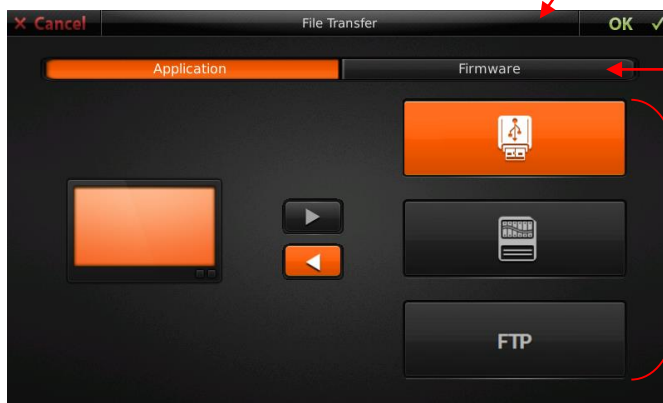 × Cancel
File Transfer
OK ✓
Application
Firmware
FTP